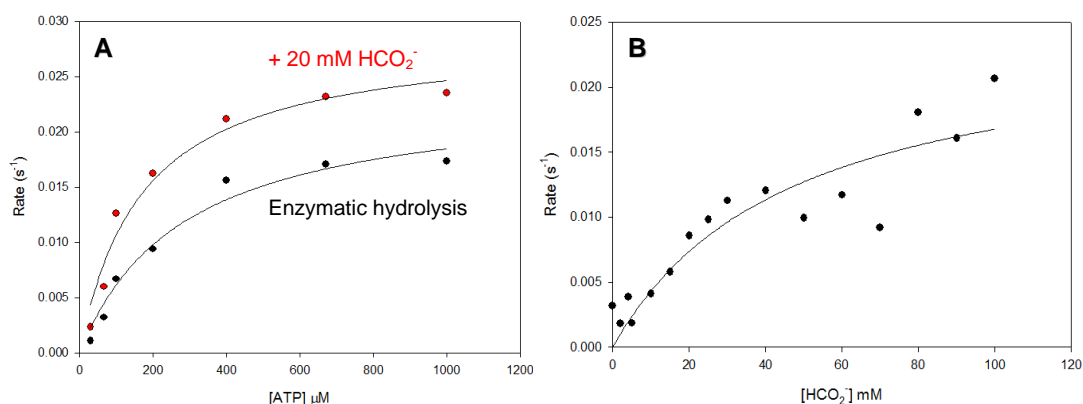 A
+ 20 mM HCO₂⁻
Enzymatic hydrolysis
Rate (s⁻¹)
0.030
0.025
0.020
0.015
0.010
0.005
0.000
0 200 400 600 800 1000 1200
[ATP] μM
B
Rate (s⁻¹)
0.025
0.020
0.015
0.010
0.005
0.000
0 20 40 60 80 100 120
[HCO₂⁻] mM